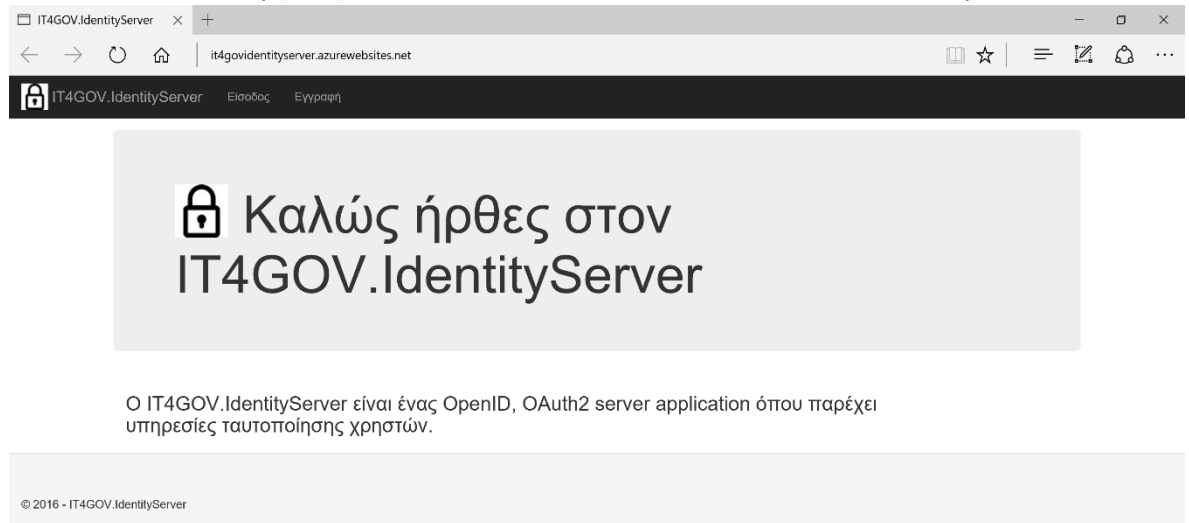 IT4GOV.IdentityServer
it4govidentityserver.azurewebsites.net
IT4GOV.IdentityServer Είσοδος Εγγραφή
Καλώς ήρθες στον
IT4GOV.IdentityServer
Ο IT4GOV.IdentityServer είναι ένας OpenID, OAuth2 server application όπου παρέχει
υπηρεσίες ταυτοποίησης χρηστών.
© 2016 - IT4GOV.IdentityServer